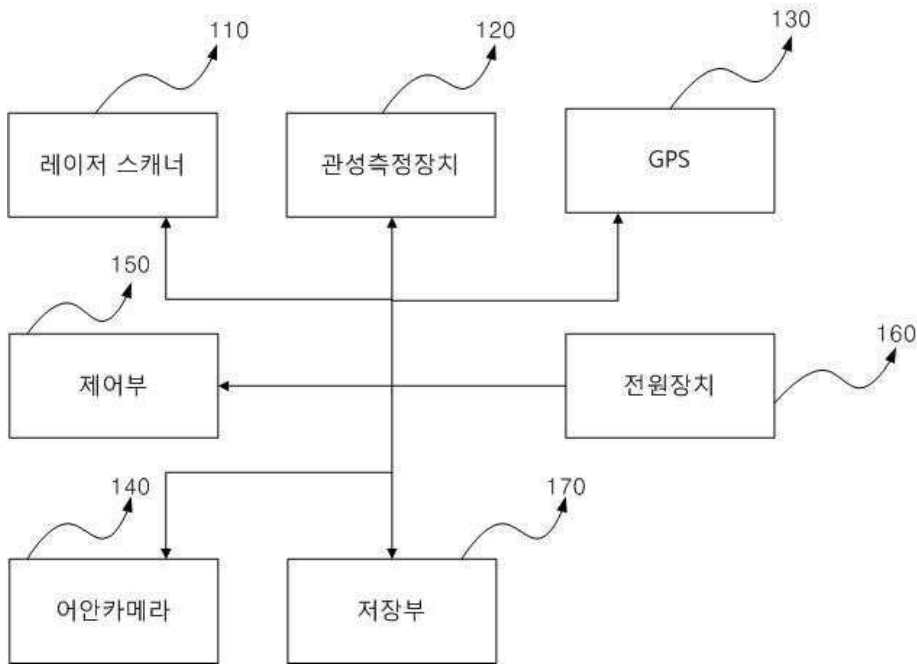 110
120
130
레이저 스캐너
관성측정장치
GPS
150
160
제어부
전원장치
140
170
어안카메라
저장부